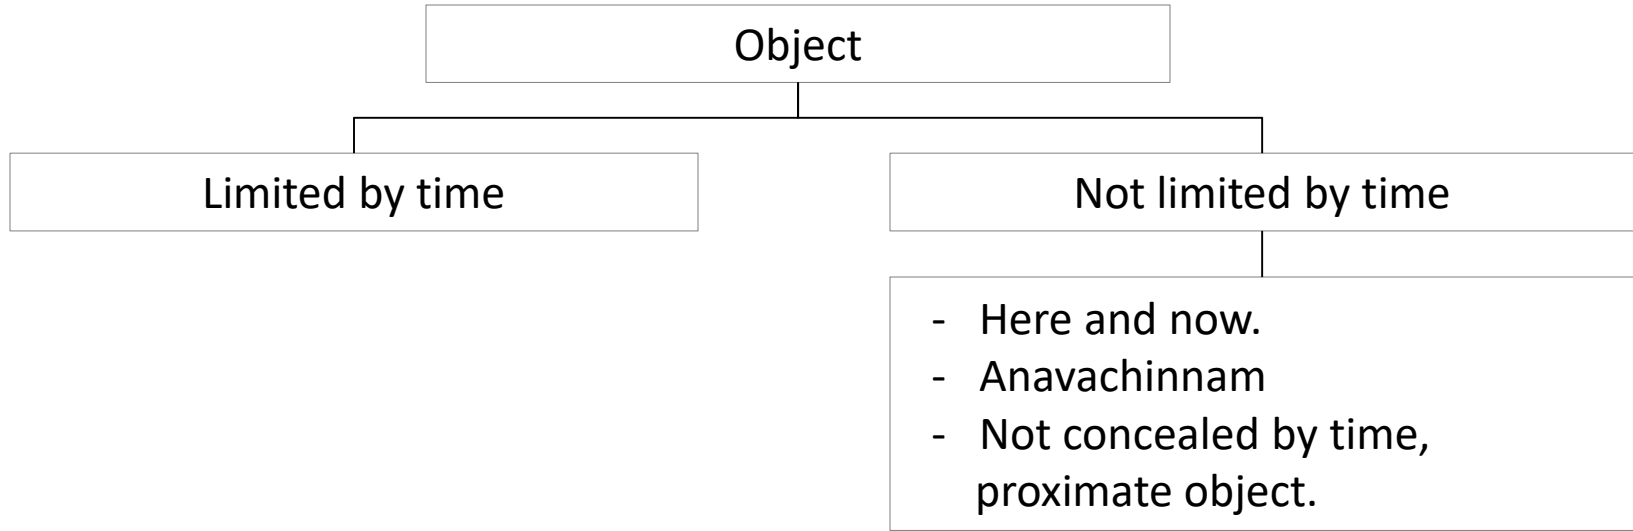 Object
Limited by time
Not limited by time
- Here and now.
- Anavachinnam
- Not concealed by time,
proximate object.